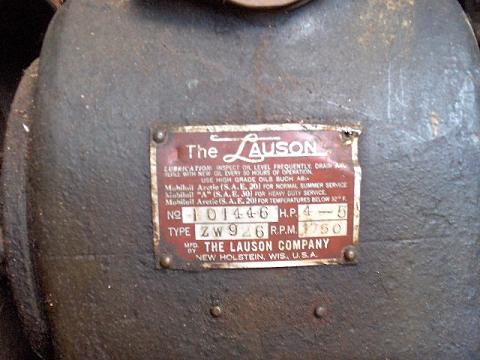 The LAUSON
LUBRICATION: INSPECT OIL LEVEL FREQUENTLY. DRAIN AND
REFILL WITH NEW OIL EVERY 50 HOURS OF OPERATION.
USE HIGH GRADE OILS SUCH AS:-
Mobiloil Arctic (S.A.E. 20) FOR NORMAL SUMMER SERVICE
Mobiloil "A" (S.A.E. 30) FOR HEAVY DUTY SERVICE.
Mobiloil Arctic (S.A.E. 20) FOR TEMPERATURES BELOW 32° F.
No 101446 H.P. 4-5
TYPE ZW926 R.P.M. 1750
MFD. BY THE LAUSON COMPANY
NEW HOLSTEIN, WIS., U.S.A.